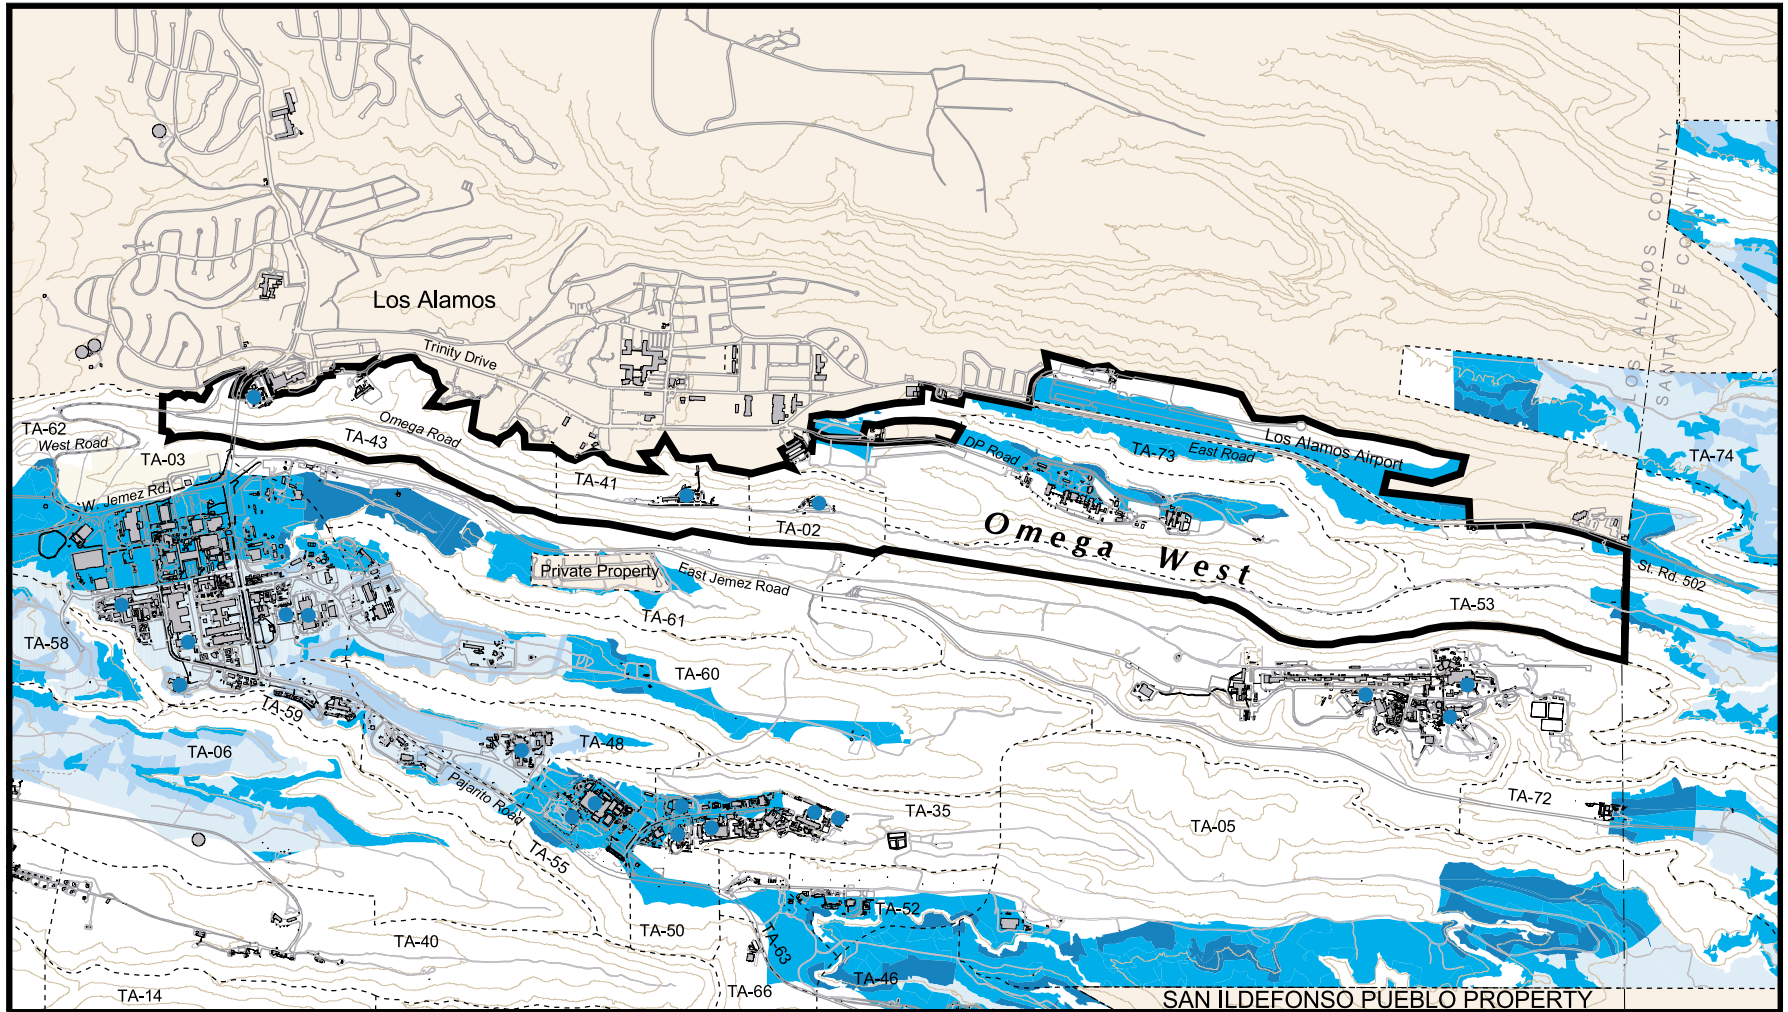 LOS ALAMOS COUNTY
SANTA FE COUNTY
Los Alamos
Trinity Drive
TA-62
West Road
TA-03
W. Jemez Rd.
TA-43
Omega Road
TA-41
TA-02
DP Road
TA-73
East Road
Los Alamos Airport
TA-74
Omega West
St. Rd. 502
Private Property
East Jemez Road
TA-61
TA-53
TA-58
TA-60
TA-59
TA-06
TA-48
Pajarito Road
TA-35
TA-72
TA-05
TA-55
TA-52
TA-40
TA-50
TA-63
TA-46
TA-14
TA-66
SAN ILDEFONSO PUEBLO PROPERTY